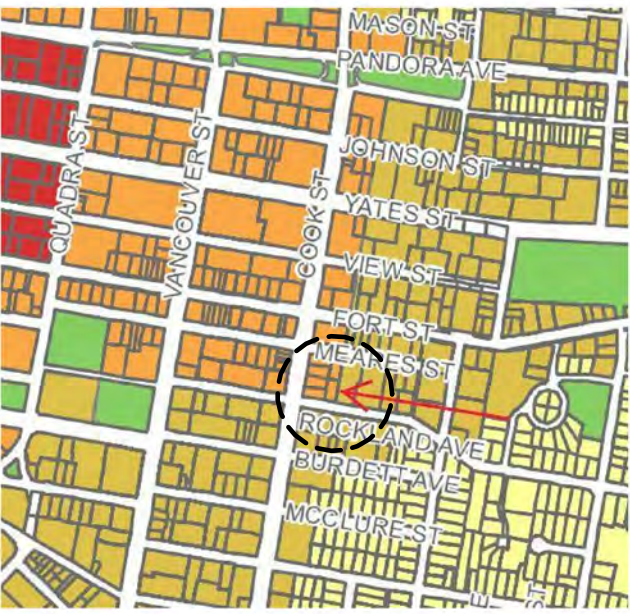 MASON ST
PANDORA AVE
JOHNSON ST
QUADRA ST
VANCOUVER ST
COOK ST
YATES ST
VIEW ST
FORT ST
MEARES ST
ROCKLAND AVE
BURDETT AVE
MCCLURE ST
E
ST